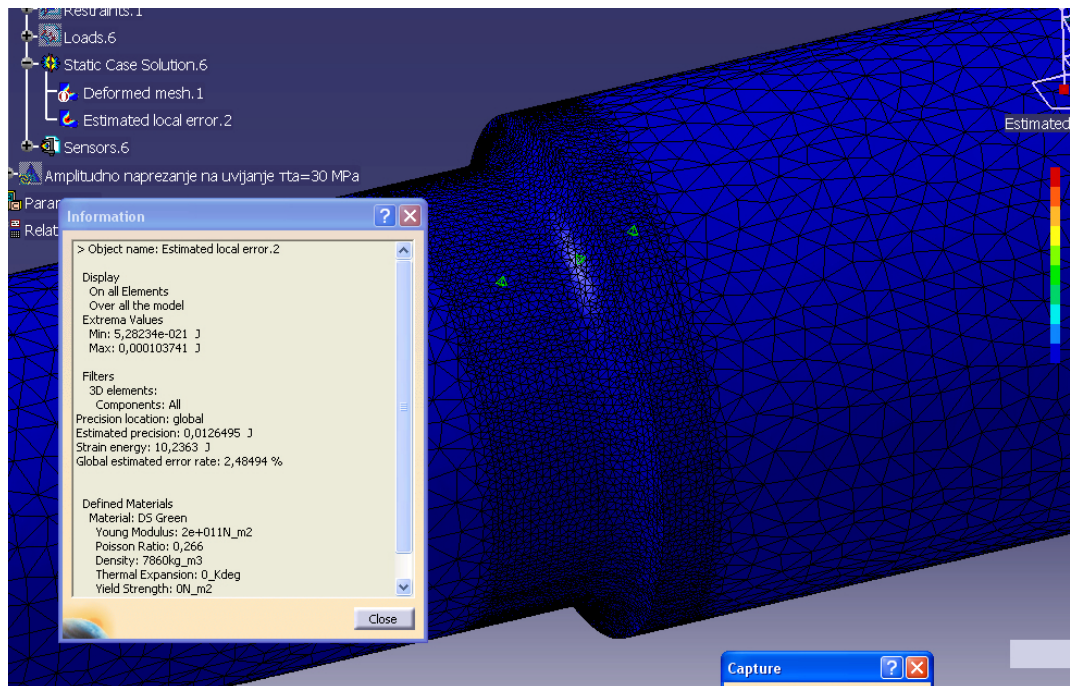 Restraints.1
Loads.6
Static Case Solution.6
Deformed mesh.1
Estimated local error.2
Sensors.6
Amplitudno naprezanje na uvijanje τta=30 MPa
Param
Relat
Estimated
Information
> Object name: Estimated local error.2
Display
On all Elements
Over all the model
Extrema Values
Min: 5,28234e-021 J
Max: 0,000103741 J
Filters
3D elements:
Components: All
Precision location: global
Estimated precision: 0,0126495 J
Strain energy: 10,2363 J
Global estimated error rate: 2,48494 %
Defined Materials
Material: DS Green
Young Modulus: 2e+011N_m2
Poisson Ratio: 0,266
Density: 7860kg_m3
Thermal Expansion: 0_Kdeg
Yield Strength: 0N_m2
Close
Capture